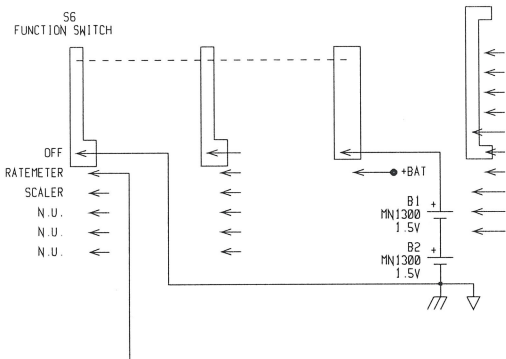 S6
FUNCTION SWITCH
OFF
RATEMETER
SCALER
N.U.
N.U.
N.U.
+BAT
B1 +
MN1300
1.5V
B2 +
MN1300
1.5V